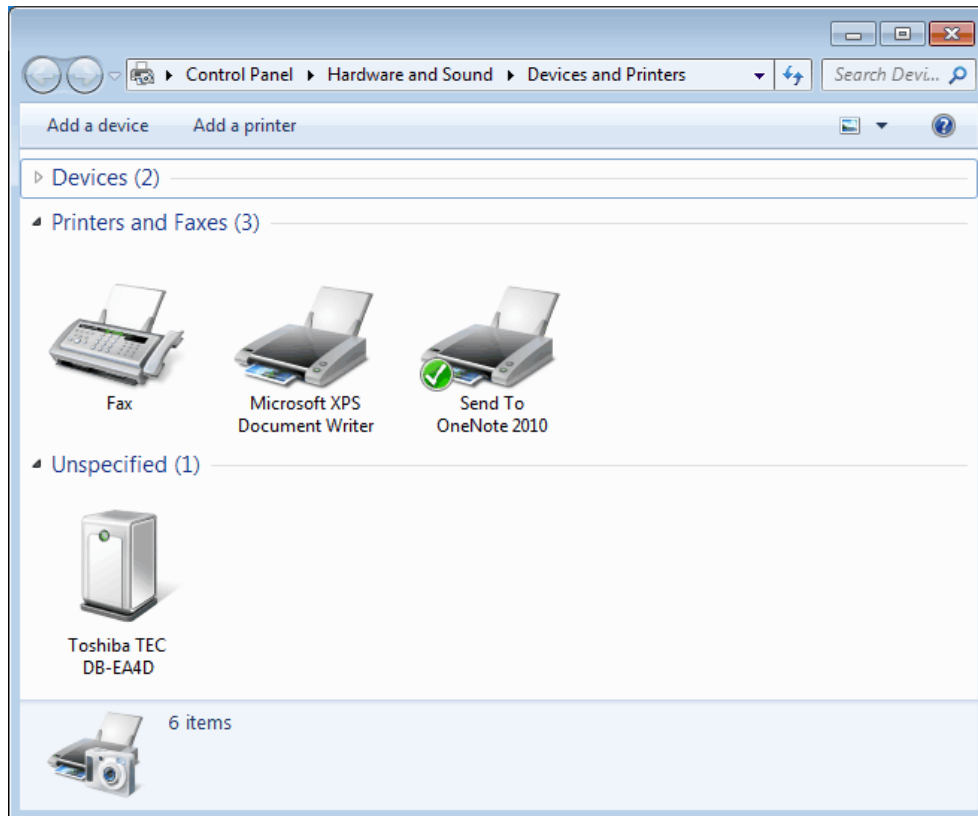 Control Panel Hardware and Sound Devices and Printers Search Devi...
Add a device Add a printer
Devices (2)
Printers and Faxes (3)
Fax
Microsoft XPS
Document Writer
Send To
OneNote 2010
Unspecified (1)
Toshiba TEC
DB-EA4D
6 items